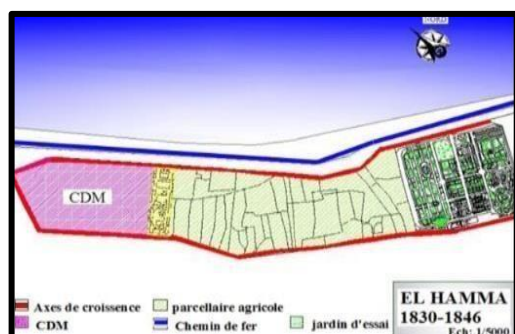 NORD
CDM
Axes de croissence
parcellaire agricole
CDM
Chemin de fer
jardin d'essai
EL HAMMA
1830-1846
Ech: 1/5000